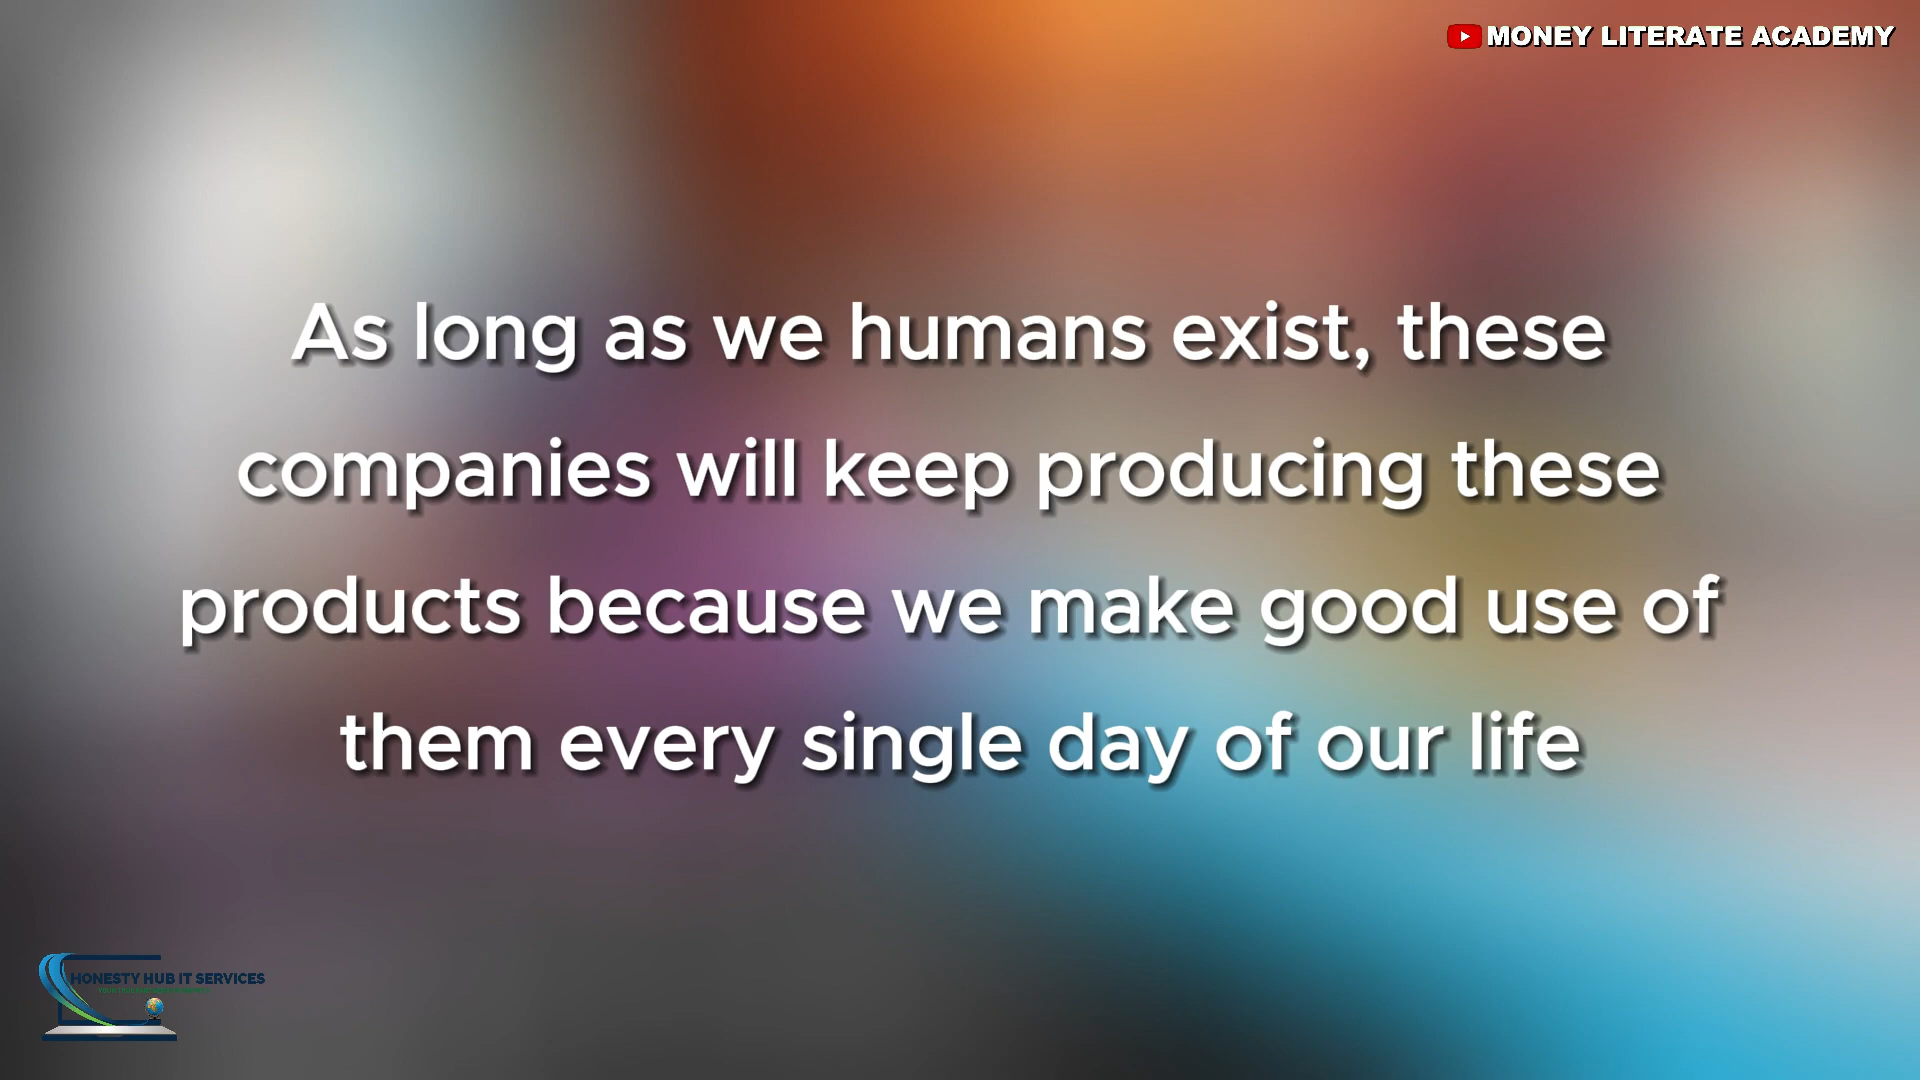 MONEY LITERATE ACADEMY
As long as we humans exist, these
companies will keep producing these
products because we make good use of
them every single day of our life
HONESTY HUB IT SERVICES